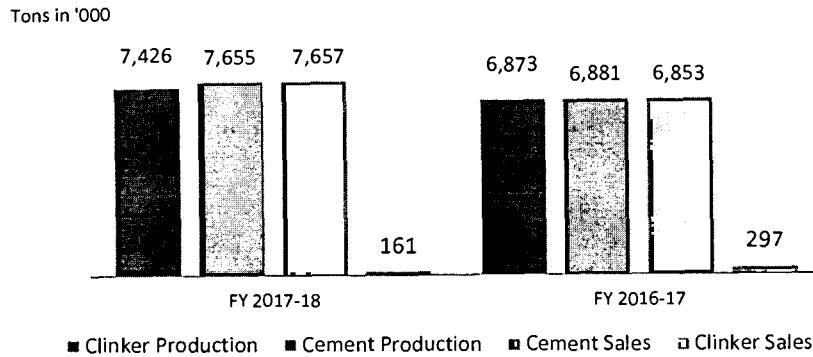 Tons in '000
7,426 7,655 7,657 161 6,873 6,881 6,853 297
FY 2017-18 FY 2016-17
Clinker Production Cement Production Cement Sales Clinker Sales